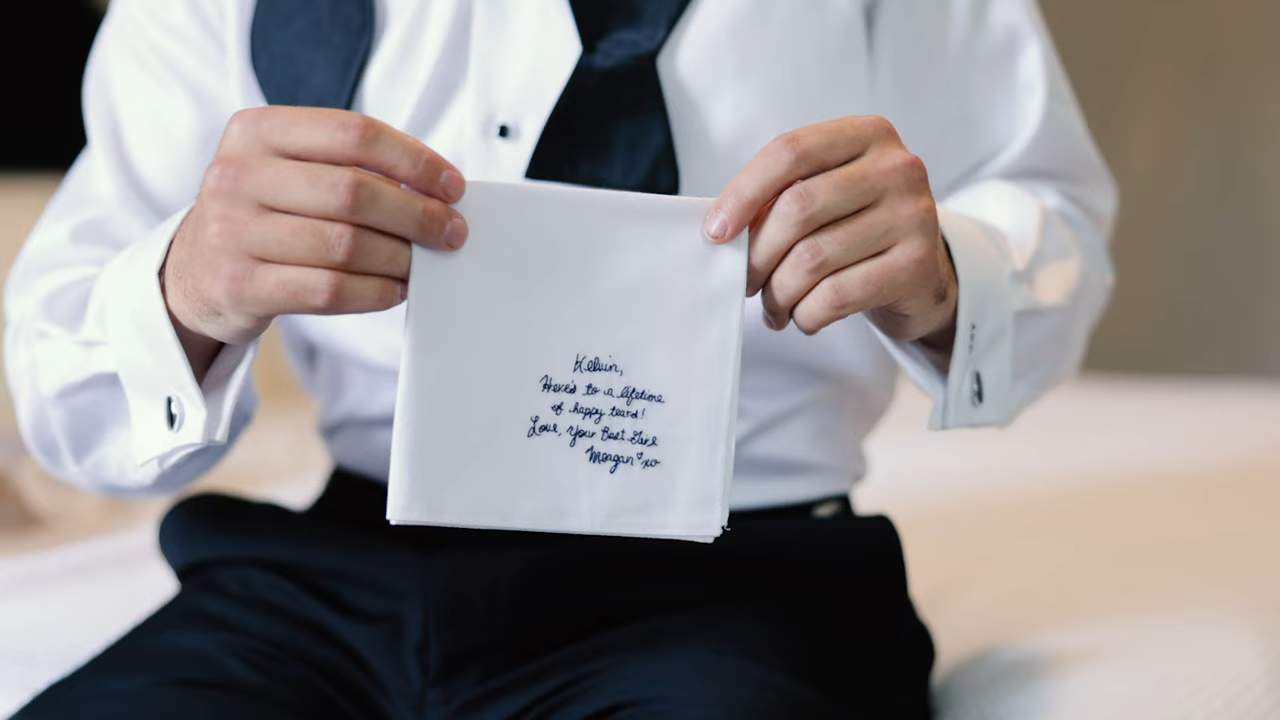 Kelvin,
Here's to a lifetime
of happy tears!
Love, your Best Girl
Morgan ♡ xo